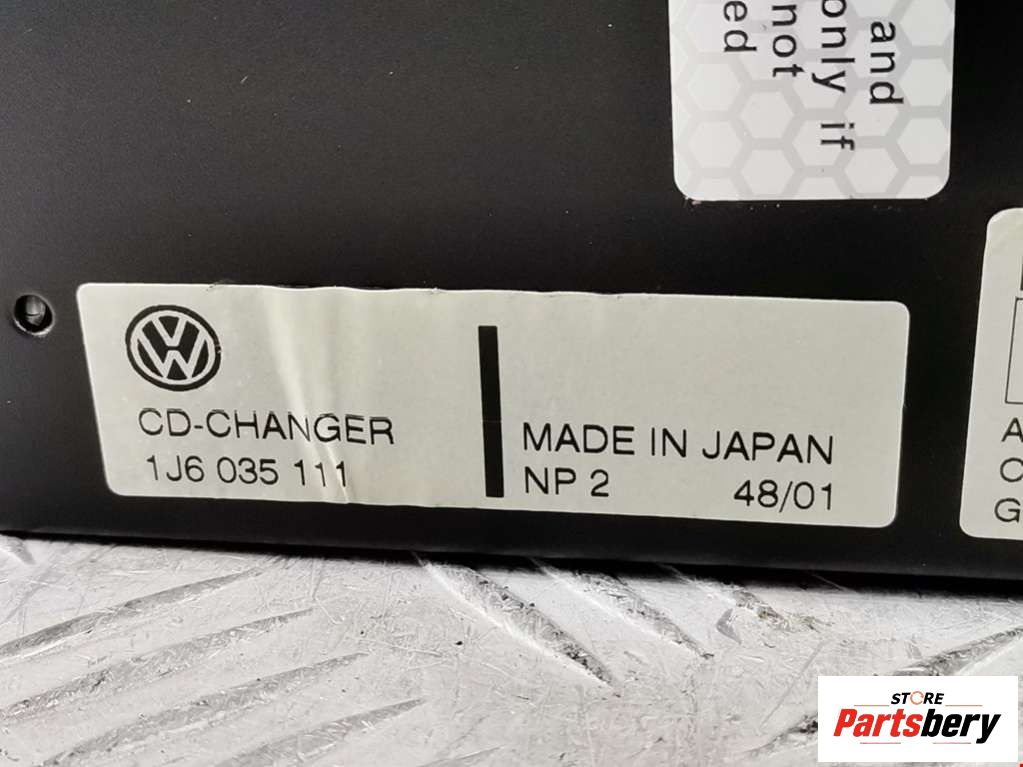 and
only if
not
ed
CD-CHANGER
1J6 035 111
MADE IN JAPAN
NP 2 48/01
A
C
G
STORE
Partsbery